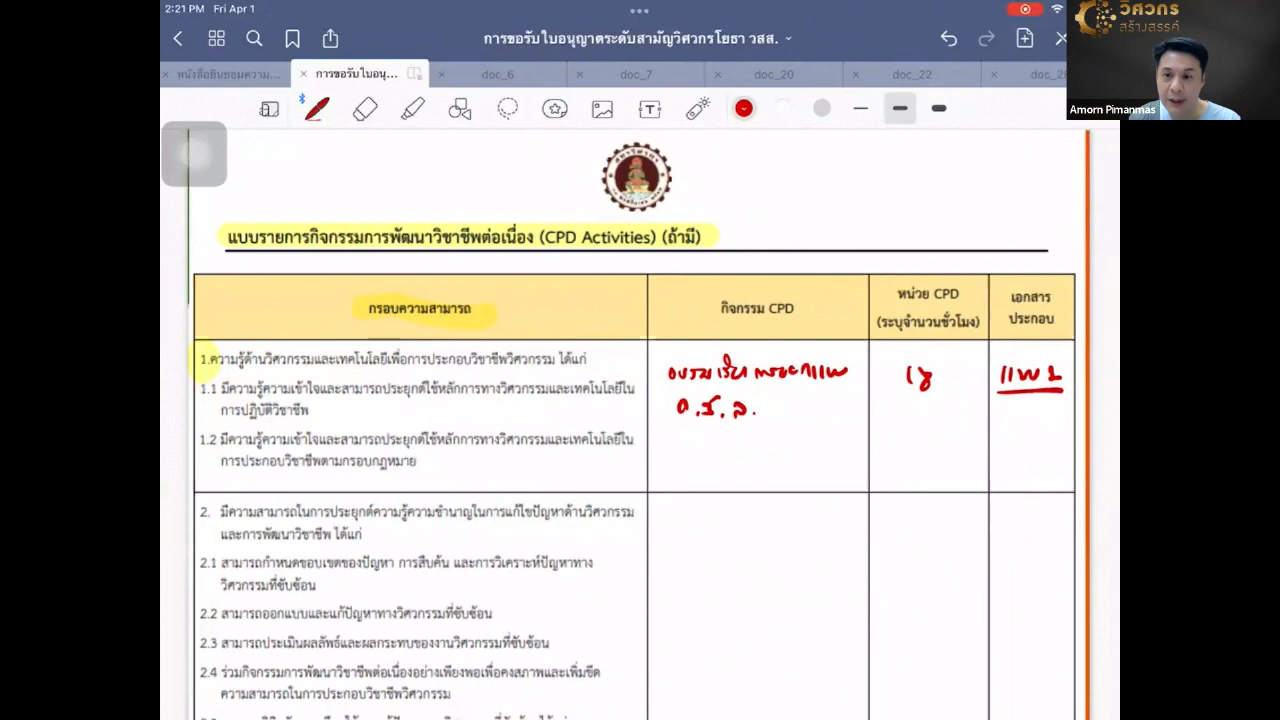 2:21 PM Fri Apr 1
วิศวกร
สร้างสรรค์
การขอรับใบอนุญาตระดับสามัญวิศวกรโยธา วสส.
หนังสือยินยอมความ...
การขอรับใบอนุ...
doc_6
doc_7
doc_20
doc_22
Amorn Pimanmas
แบบรายการกิจกรรมการพัฒนาวิชาชีพต่อเนื่อง (CPD Activities) (ถ้ามี)
กรอบความสามารถ
กิจกรรม CPD
หน่วย CPD
(ระบุจำนวนชั่วโมง)
เอกสาร
ประกอบ
1.ความรู้ด้านวิศวกรรมและเทคโนโลยีเพื่อการประกอบวิชาชีพวิศวกรรม ได้แก่
1.1 มีความรู้ความเข้าใจและสามารถประยุกต์ใช้หลักการทางวิศวกรรมและเทคโนโลยีใน
การปฏิบัติวิชาชีพ
1.2 มีความรู้ความเข้าใจและสามารถประยุกต์ใช้หลักการทางวิศวกรรมและเทคโนโลยีใน
การประกอบวิชาชีพตามกรอบกฎหมาย
2. มีความสามารถในการประยุกต์ความรู้ความชำนาญในการแก้ไขปัญหาด้านวิศวกรรม
และการพัฒนาวิชาชีพ ได้แก่
2.1 สามารถกำหนดขอบเขตของปัญหา การสืบค้น และการวิเคราะห์ปัญหาทาง
วิศวกรรมที่ซับซ้อน
2.2 สามารถออกแบบและแก้ปัญหาทางวิศวกรรมที่ซับซ้อน
2.3 สามารถประเมินผลลัพธ์และผลกระทบของงานวิศวกรรมที่ซับซ้อน
2.4 ร่วมกิจกรรมการพัฒนาวิชาชีพต่อเนื่องอย่างเพียงพอเพื่อคงสภาพและเพิ่มขีด
ความสามารถในการประกอบวิชาชีพวิศวกรรม